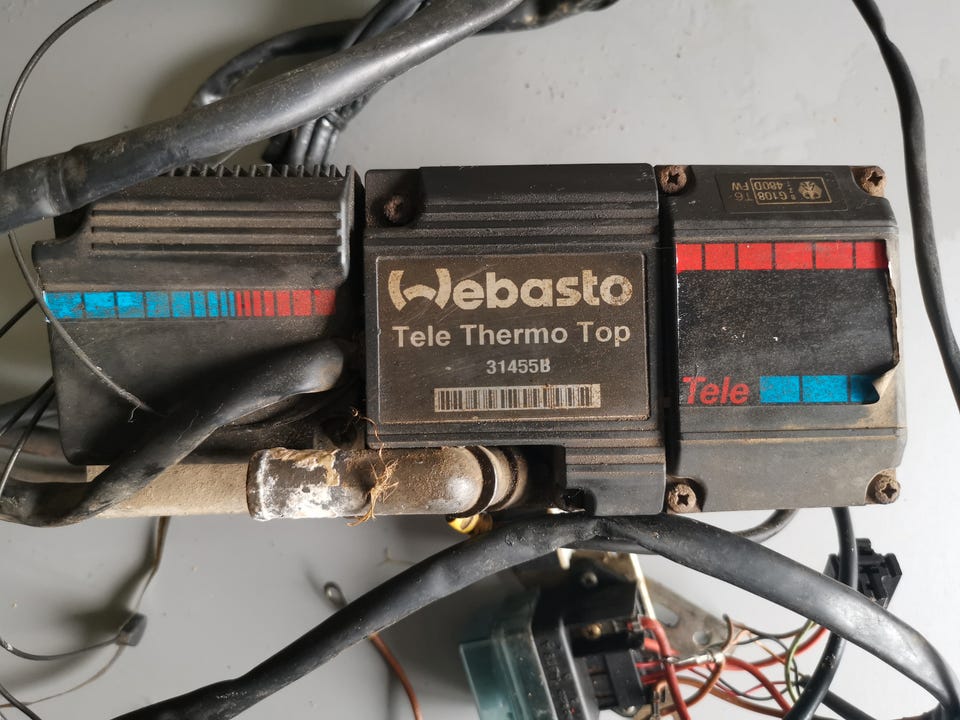 Webasto
Tele Thermo Top
31455B
Tele